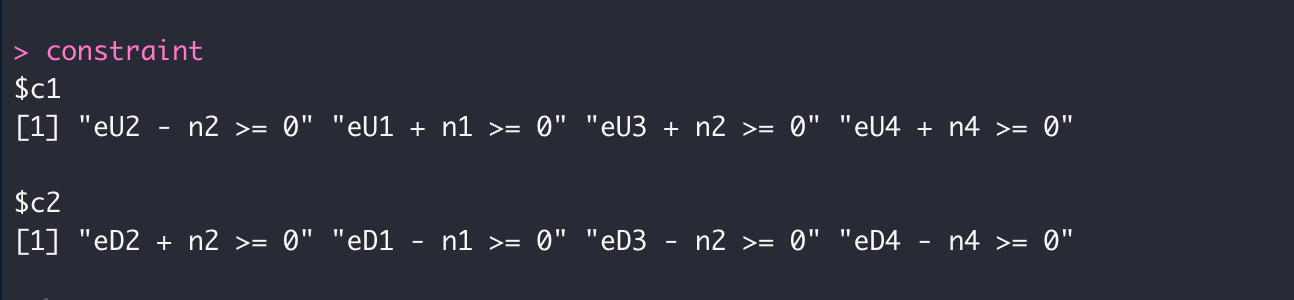 > constraint
$c1
[1] "eU2 - n2 >= 0" "eU1 + n1 >= 0" "eU3 + n2 >= 0" "eU4 + n4 >= 0"
$c2
[1] "eD2 + n2 >= 0" "eD1 - n1 >= 0" "eD3 - n2 >= 0" "eD4 - n4 >= 0"